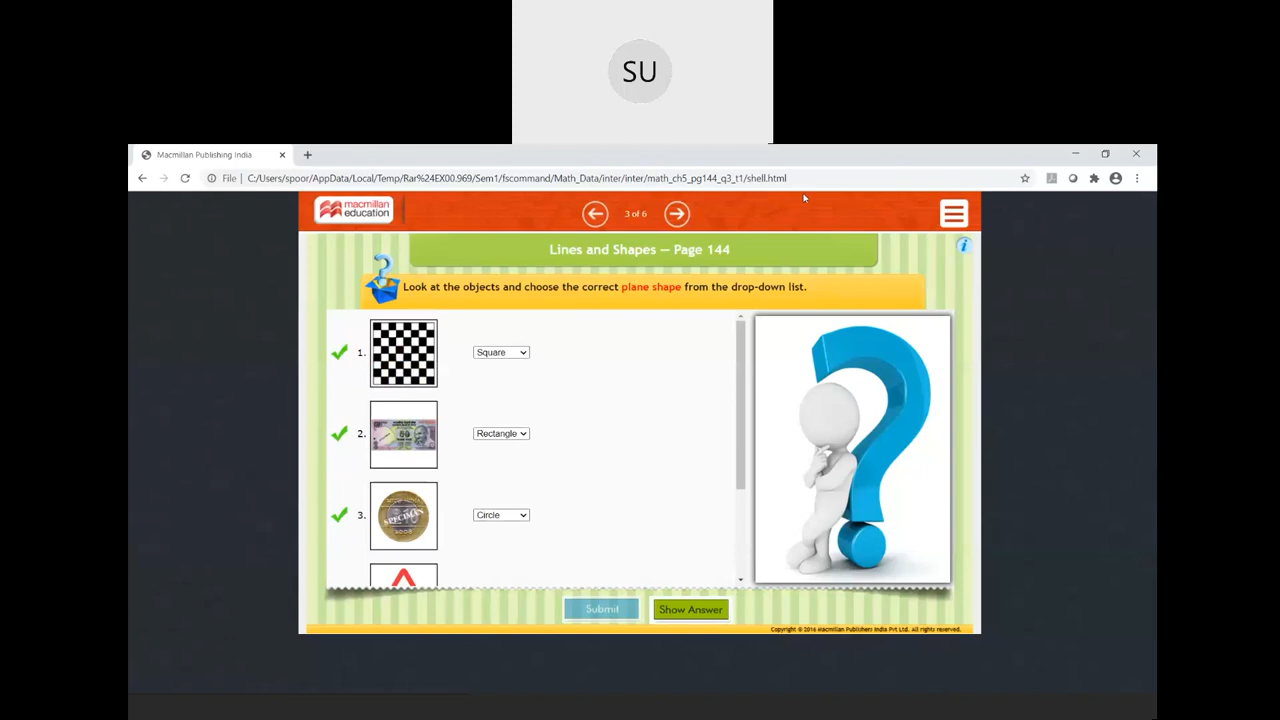 SU
Macmillan Publishing India
File | C:/Users/spoor/AppData/Local/Temp/Rar%24EX00.969/Sem1/fscommand/Math_Data/inter/inter/math_ch5_pg144_q3_t1/shell.html
macmillan
education
3 of 6
Lines and Shapes – Page 144
Look at the objects and choose the correct plane shape from the drop-down list.
1.
Square
2.
Rectangle
3.
SPECIMEN
Circle
Submit
Show Answer
Copyright © 2016 Macmillan Publishers India Pvt Ltd. All rights reserved.